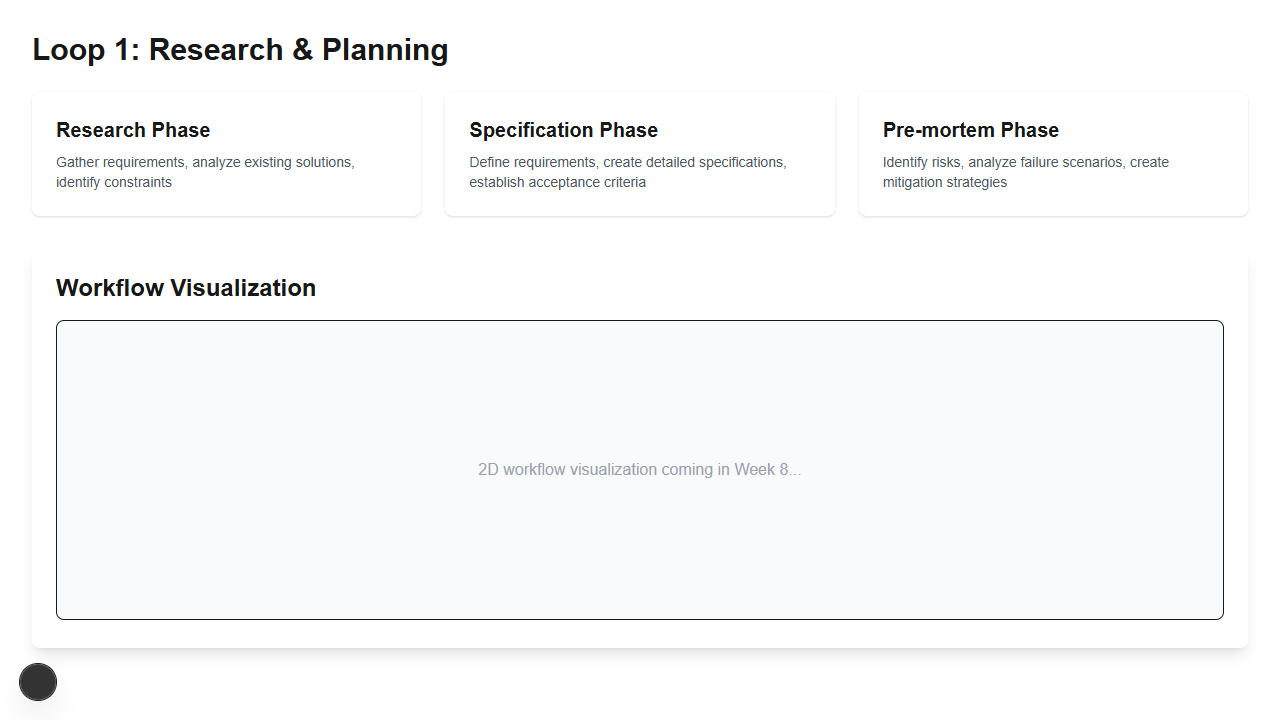 Loop 1: Research & Planning
Research Phase
Gather requirements, analyze existing solutions,
identify constraints
Specification Phase
Define requirements, create detailed specifications,
establish acceptance criteria
Pre-mortem Phase
Identify risks, analyze failure scenarios, create
mitigation strategies
Workflow Visualization
2D workflow visualization coming in Week 8...